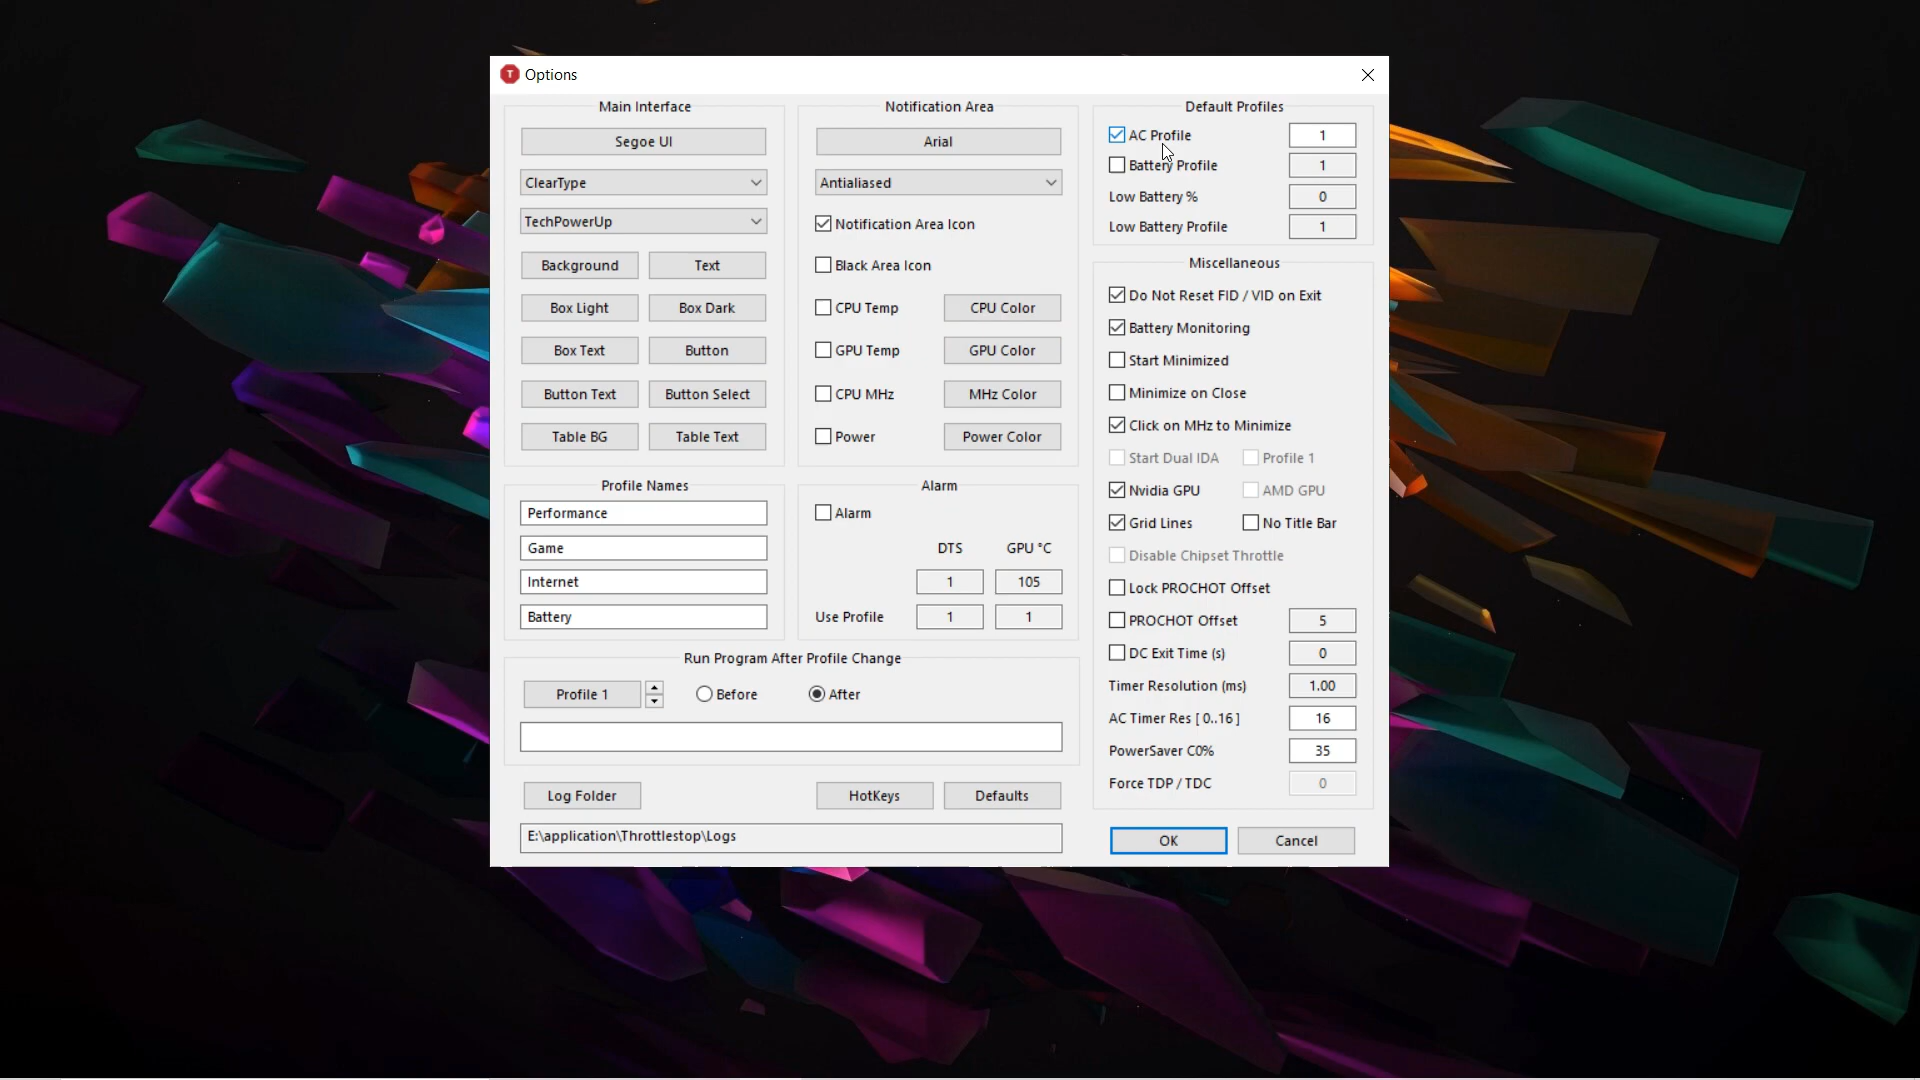 T Options
Main Interface
Segoe UI
ClearType
TechPowerUp
Background Text
Box Light Box Dark
Box Text Button
Button Text Button Select
Table BG Table Text
Notification Area
Arial
Antialiased
Notification Area Icon
Black Area Icon
CPU Temp CPU Color
GPU Temp GPU Color
CPU MHz MHz Color
Power Power Color
Default Profiles
AC Profile 1
Battery Profile 1
Low Battery % 0
Low Battery Profile 1
Miscellaneous
Do Not Reset FID / VID on Exit
Battery Monitoring
Start Minimized
Minimize on Close
Click on MHz to Minimize
Start Dual IDA Profile 1
Nvidia GPU AMD GPU
Grid Lines No Title Bar
Disable Chipset Throttle
Lock PROCHOT Offset
PROCHOT Offset 5
DC Exit Time (s) 0
Timer Resolution (ms) 1.00
AC Timer Res [ 0..16 ] 16
PowerSaver C0% 35
Force TDP / TDC 0
Profile Names
Performance
Game
Internet
Battery
Alarm
Alarm
DTS GPU °C
1 105
Use Profile 1 1
Run Program After Profile Change
Profile 1 Before After
Log Folder HotKeys Defaults
E:\application\Throttlestop\Logs
OK Cancel